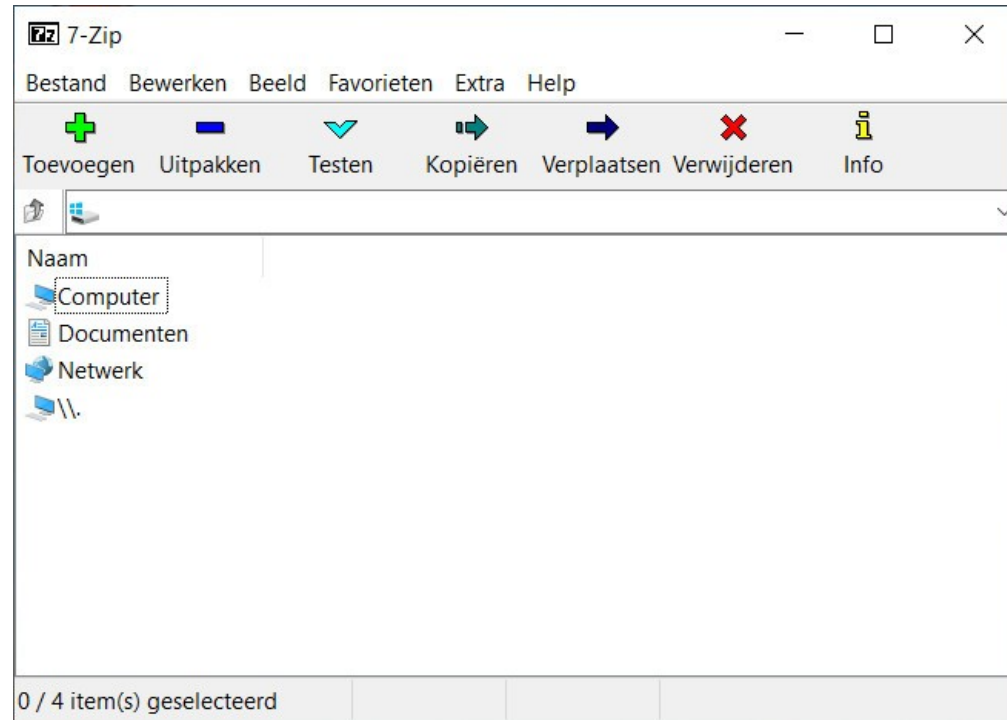 7z 7-Zip
Bestand Bewerken Beeld Favorieten Extra Help
Toevoegen Uitpakken Testen Kopiëren Verplaatsen Verwijderen Info
Naam
Computer
Documenten
Netwerk
\\.
0 / 4 item(s) geselecteerd